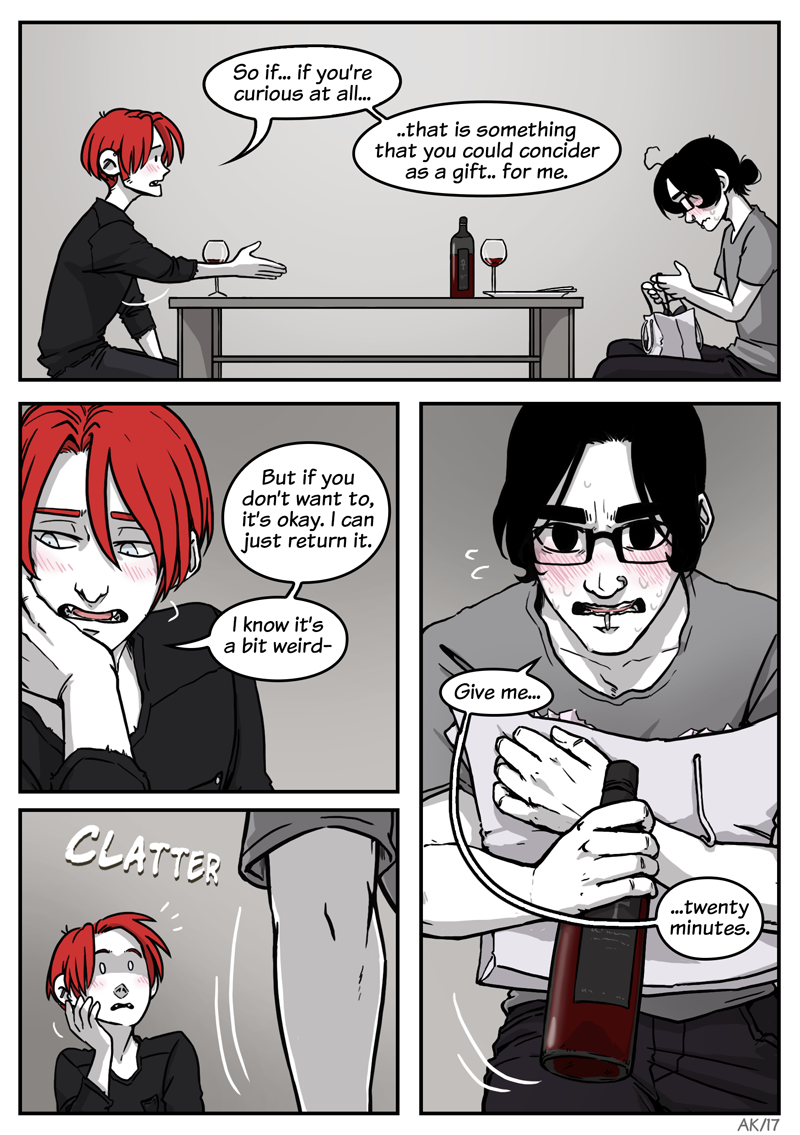 So if... if you're
curious at all...
..that is something
that you could concider
as a gift.. for me.
But if you
don't want to,
it's okay. I can
just return it.
I know it's
a bit weird-
CLATTER
Give me...
...twenty
minutes.
AK/17